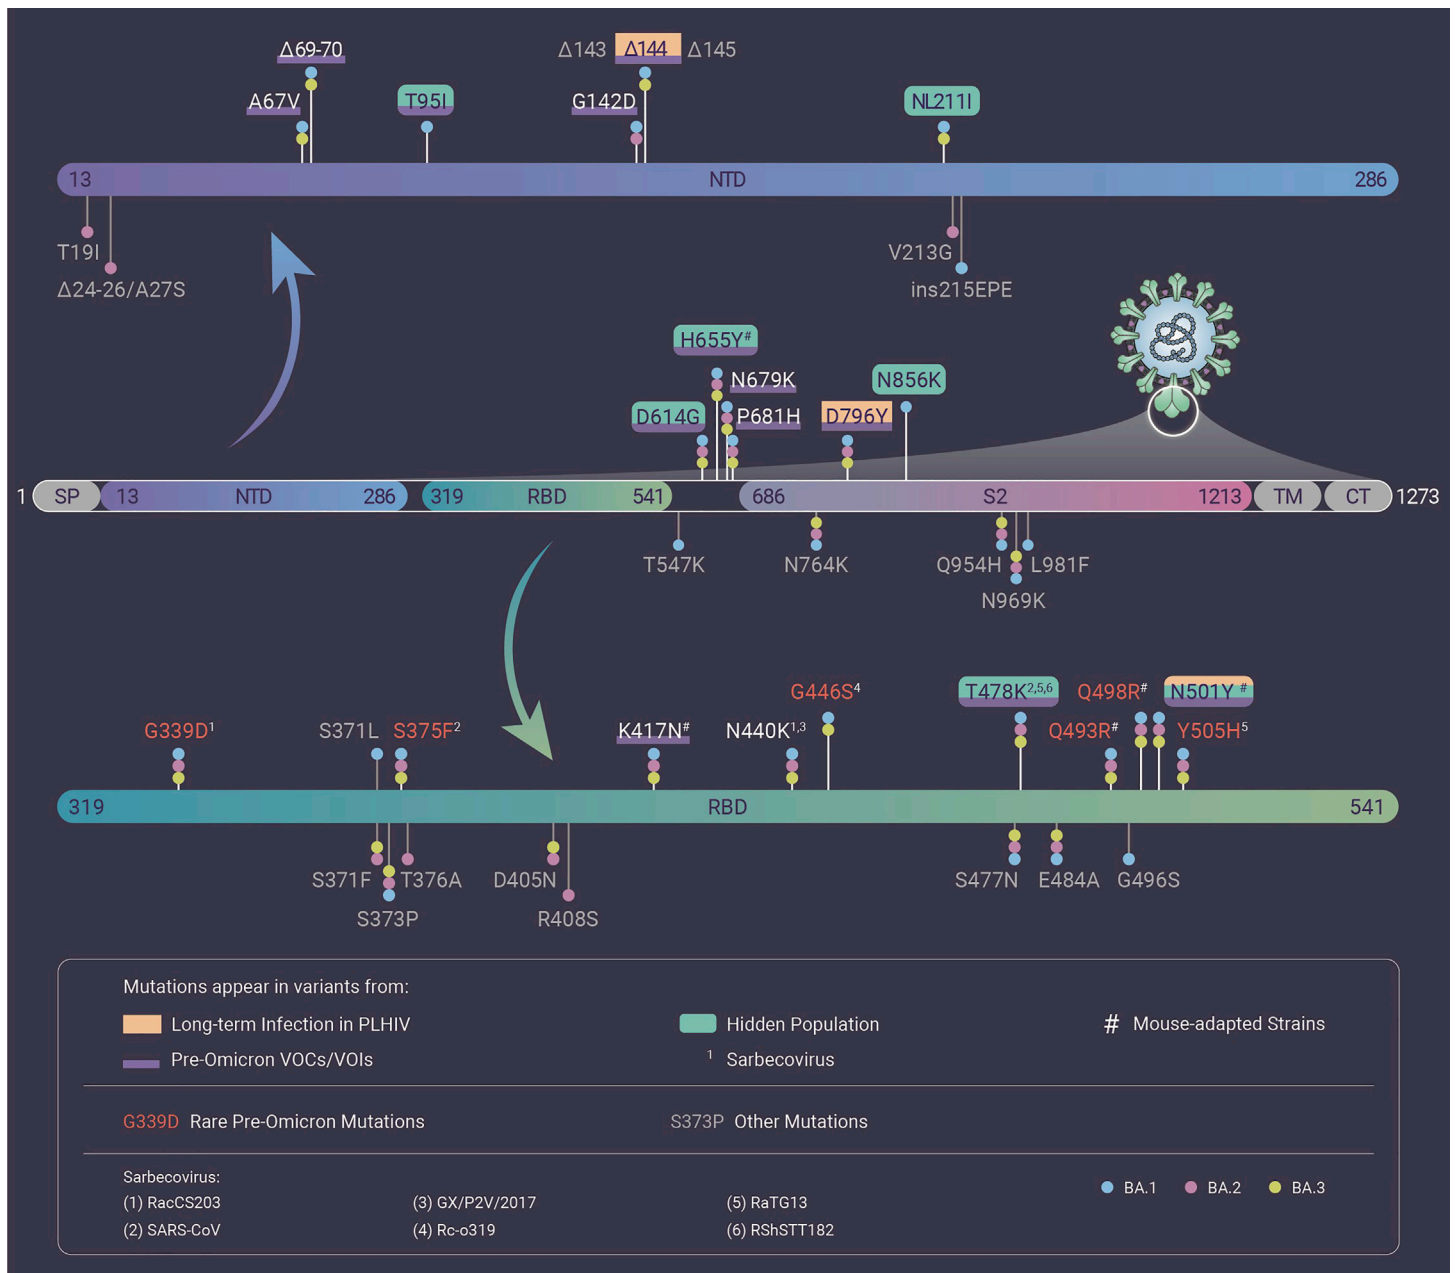 Δ69-70
Δ143 Δ144 Δ145
A67V T95I G142D NL211I
13 NTD 286
T19I V213G
Δ24-26/A27S ins215EPE
H655Y#
N679K N856K
D614G P681H D796Y
1 SP 13 NTD 286 319 RBD 541 686 S2 1213 TM CT 1273
T547K N764K Q954H L981F
N969K
G446S4 T478K2,5,6 Q498R# N501Y #
G339D1 S371L S375F2 K417N# N440K1,3 Q493R# Y505H5
319 RBD 541
S371F T376A D405N S477N E484A G496S
S373P R408S
Mutations appear in variants from:
Long-term Infection in PLHIV Hidden Population # Mouse-adapted Strains
Pre-Omicron VOCs/VOIs 1 Sarbecovirus
G339D Rare Pre-Omicron Mutations S373P Other Mutations
Sarbecovirus:
(1) RacCS203 (3) GX/P2V/2017 (5) RaTG13 BA.1 BA.2 BA.3
(2) SARS-CoV (4) Rc-o319 (6) RShSTT182